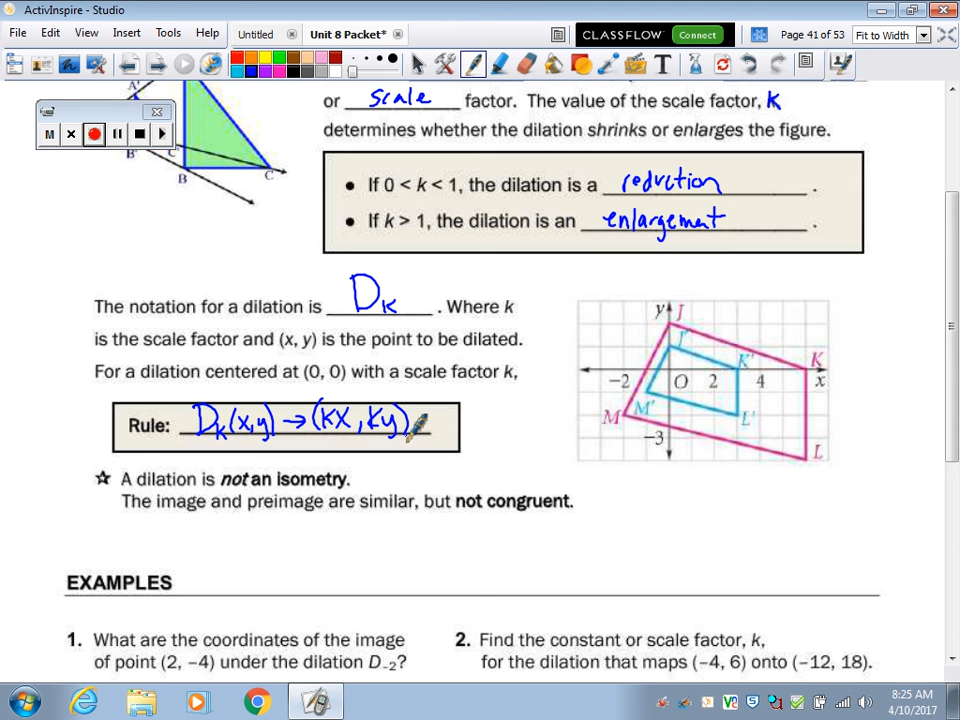 ActivInspire - Studio
File Edit View Insert Tools Help Untitled Unit 8 Packet* CLASSFLOW Connect Page 41 of 53 Fit to Width
or scale factor. The value of the scale factor, k
determines whether the dilation shrinks or enlarges the figure.
A'
B'
C'
B
C
M
• If 0 < k < 1, the dilation is a reduction .
• If k > 1, the dilation is an enlargement .
The notation for a dilation is Dk . Where k
is the scale factor and (x, y) is the point to be dilated.
For a dilation centered at (0, 0) with a scale factor k,
Rule: Dk(x,y) → (kx, ky)
y J
J'
K' K
−2 O 2 4 x
M M' L'
−3 L
☆ A dilation is not an isometry.
The image and preimage are similar, but not congruent.
EXAMPLES
1. What are the coordinates of the image
of point (2, −4) under the dilation D−2?
2. Find the constant or scale factor, k,
for the dilation that maps (−4, 6) onto (−12, 18).
8:25 AM
4/10/2017